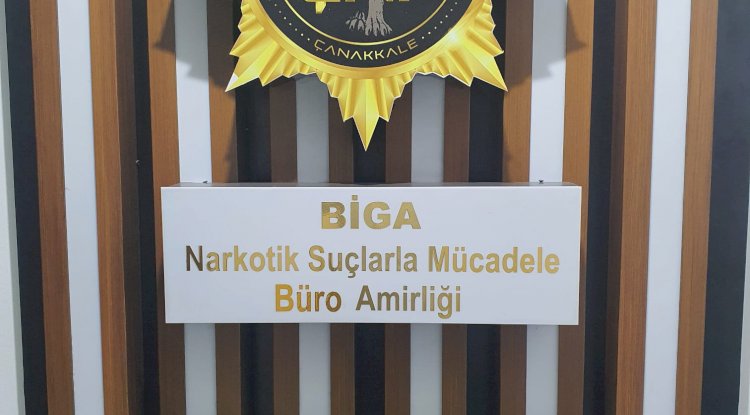 ÇANAKKALE
BİGA
Narkotik Suçlarla Mücadele
Büro Amirliği